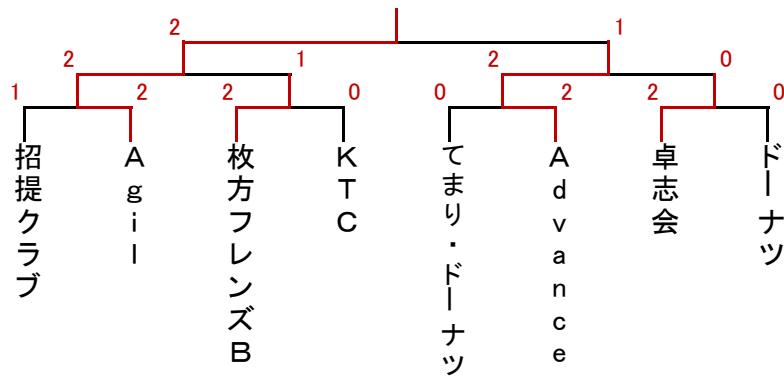 2 1
2 1 2 0
1 2 2 0 0 2 2 0
招提クラブ
Agil
枚方フレンズB
KTC
てまり・ドーナツ
Advance
卓志会
ドーナツ